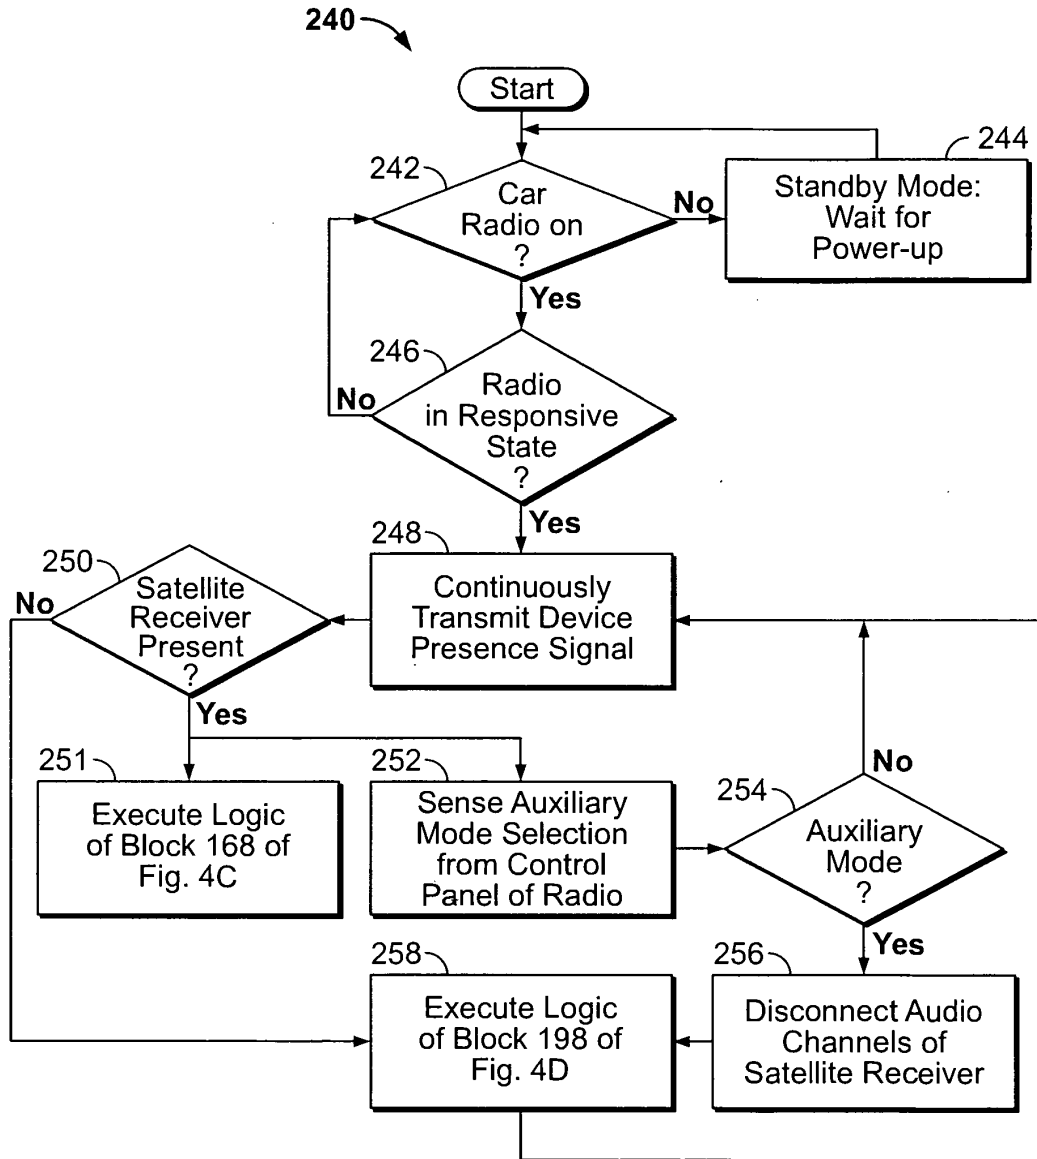 240
Start
242
Car
Radio on
?
No
244
Standby Mode:
Wait for
Power-up
Yes
246
Radio
in Responsive
State
?
No
Yes
248
Continuously
Transmit Device
Presence Signal
250
Satellite
Receiver
Present
?
No
Yes
251
Execute Logic
of Block 168 of
Fig. 4C
252
Sense Auxiliary
Mode Selection
from Control
Panel of Radio
254
Auxiliary
Mode
?
No
Yes
256
Disconnect Audio
Channels of
Satellite Receiver
258
Execute Logic
of Block 198 of
Fig. 4D